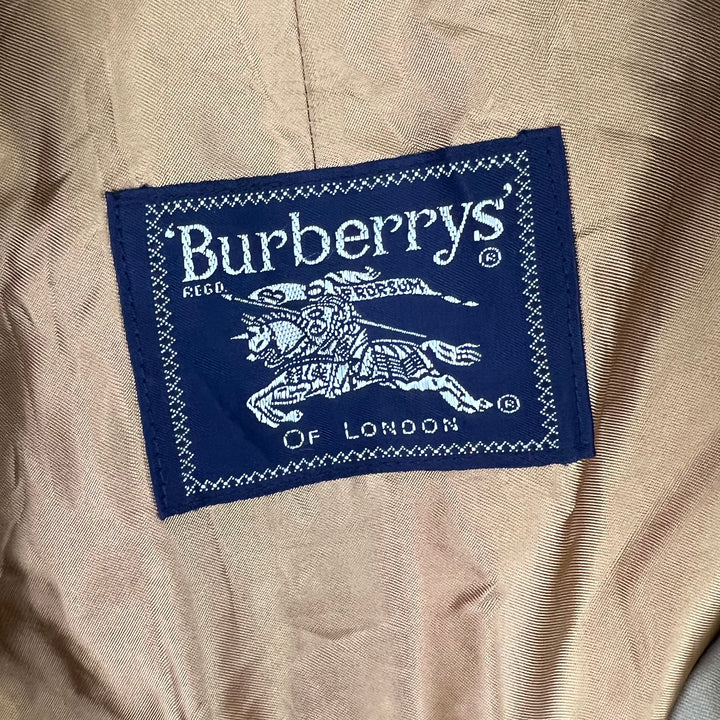 'Burberrys'
®
REGD.
PRORSUM
®
OF LONDON